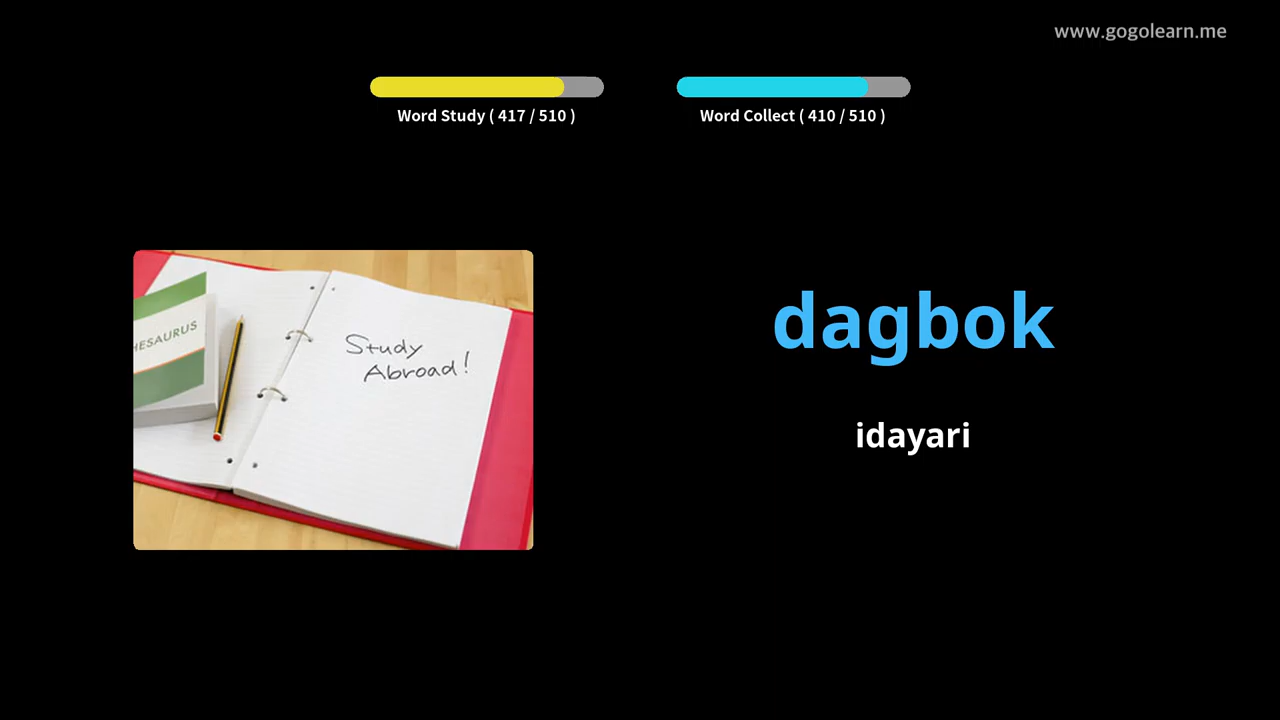 www.gogolearn.me
Word Study ( 417 / 510 )
Word Collect ( 410 / 510 )
HESAURUS
Study
Abroad!
dagbok
idayari